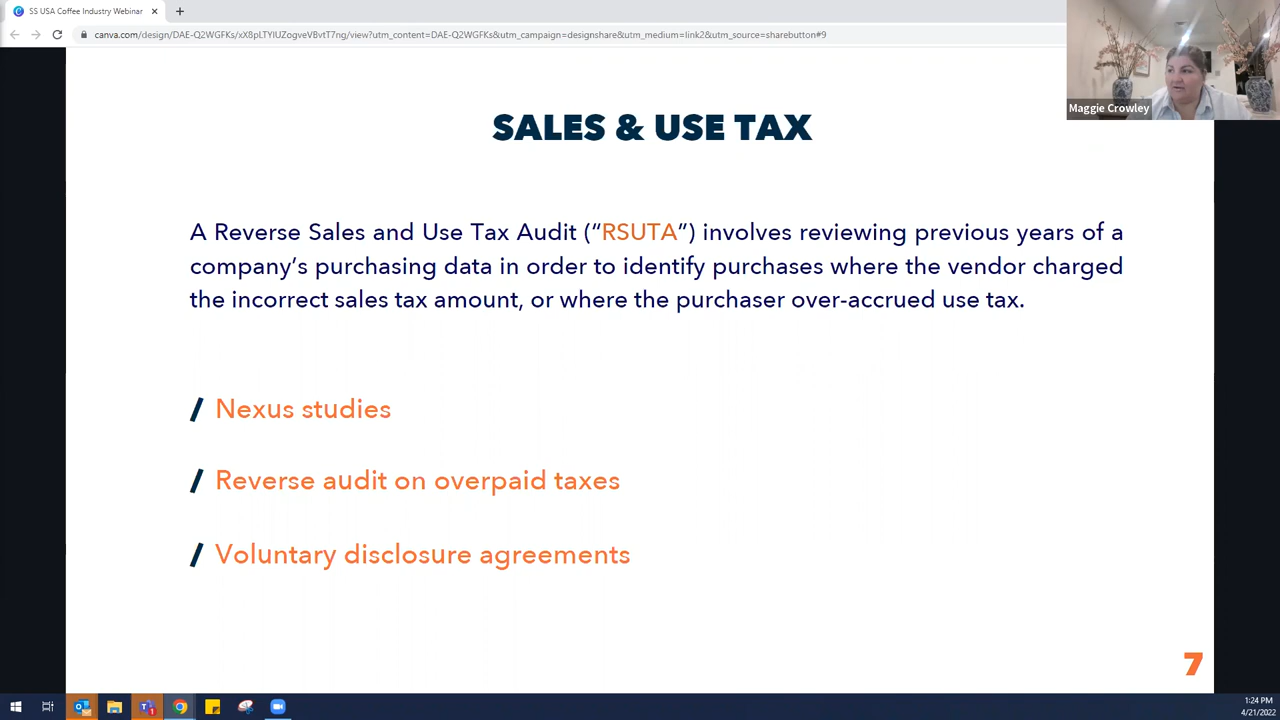 SS USA Coffee Industry Webinar
canva.com/design/DAE-Q2WGFKs/xX8pLTYIUZogveVBvtT7ng/view?utm_content=DAE-Q2WGFKs&utm_campaign=designshare&utm_medium=link2&utm_source=sharebutton#9
Maggie Crowley
SALES & USE TAX
A Reverse Sales and Use Tax Audit (“RSUTA”) involves reviewing previous years of a
company’s purchasing data in order to identify purchases where the vendor charged
the incorrect sales tax amount, or where the purchaser over-accrued use tax.
/ Nexus studies
/ Reverse audit on overpaid taxes
/ Voluntary disclosure agreements
7
1:24 PM
4/21/2022